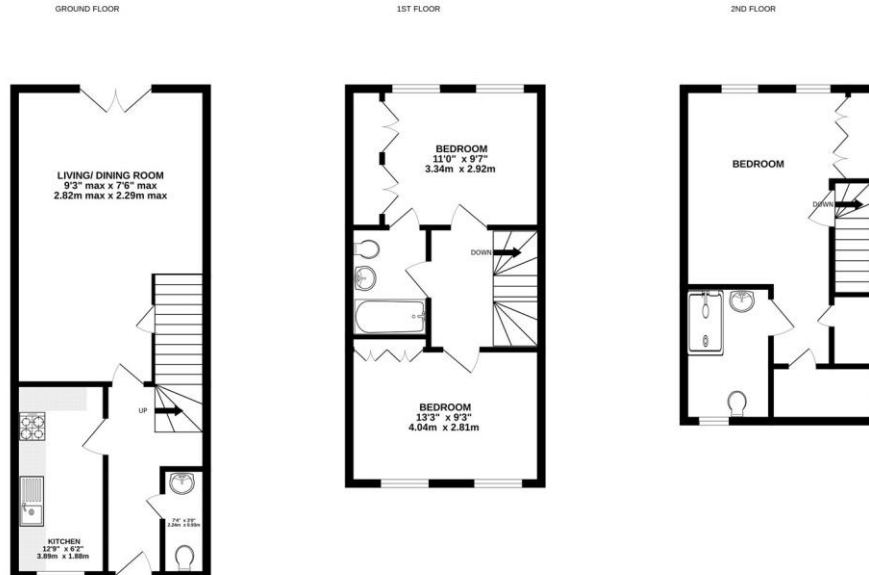 GROUND FLOOR
1ST FLOOR
2ND FLOOR
LIVING/ DINING ROOM
9'3" max x 7'6" max
2.82m max x 2.29m max
UP
KITCHEN
12'9" x 6'2"
3.89m x 1.88m
BEDROOM
11'0" x 9'7"
3.34m x 2.92m
DOWN
BEDROOM
13'3" x 9'3"
4.04m x 2.81m
BEDROOM
DOWN